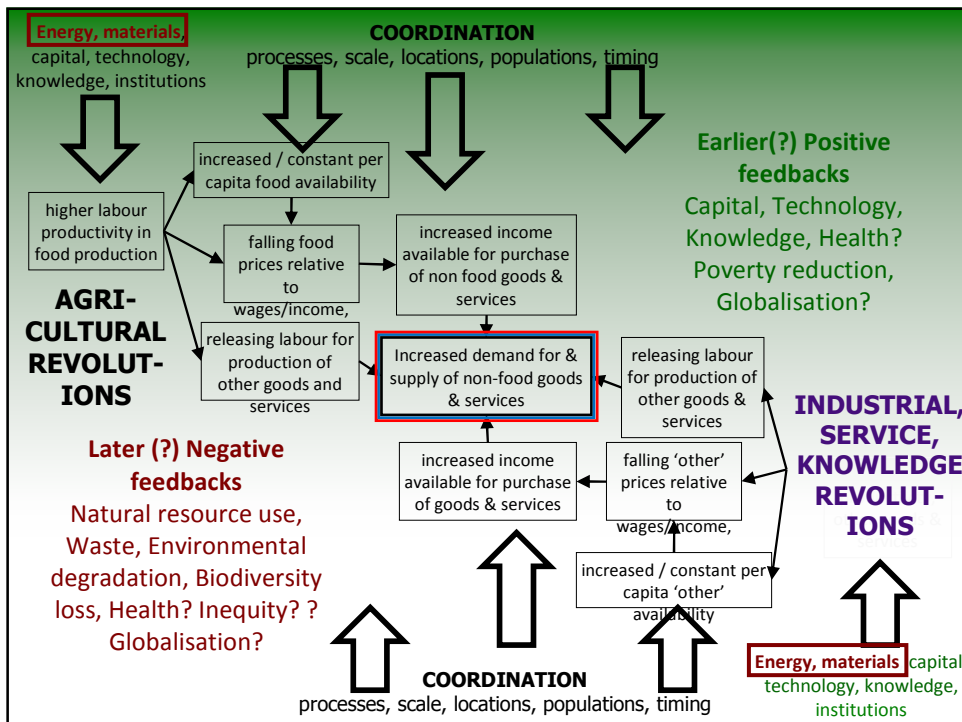 Energy, materials,
capital, technology,
knowledge, institutions
COORDINATION
processes, scale, locations, populations, timing
increased / constant per
capita food availability
higher labour
productivity in
food production
falling food
prices relative
to
wages/income,
increased income
available for purchase
of non food goods &
services
Earlier(?) Positive
feedbacks
Capital, Technology,
Knowledge, Health?
Poverty reduction,
Globalisation?
AGRI-
CULTURAL
REVOLUT-
IONS
releasing labour for
production of
other goods and
services
Increased demand for &
supply of non-food goods
& services
releasing labour
for production of
other goods &
services
INDUSTRIAL,
SERVICE,
KNOWLEDGE
REVOLUT-
IONS
Later (?) Negative
feedbacks
Natural resource use,
Waste, Environmental
degradation, Biodiversity
loss, Health? Inequity? ?
Globalisation?
increased income
available for purchase
of goods & services
falling ‘other’
prices relative
to
wages/income,
increased / constant per
capita ‘other’
availability
COORDINATION
processes, scale, locations, populations, timing
Energy, materials capital,
technology, knowledge,
institutions